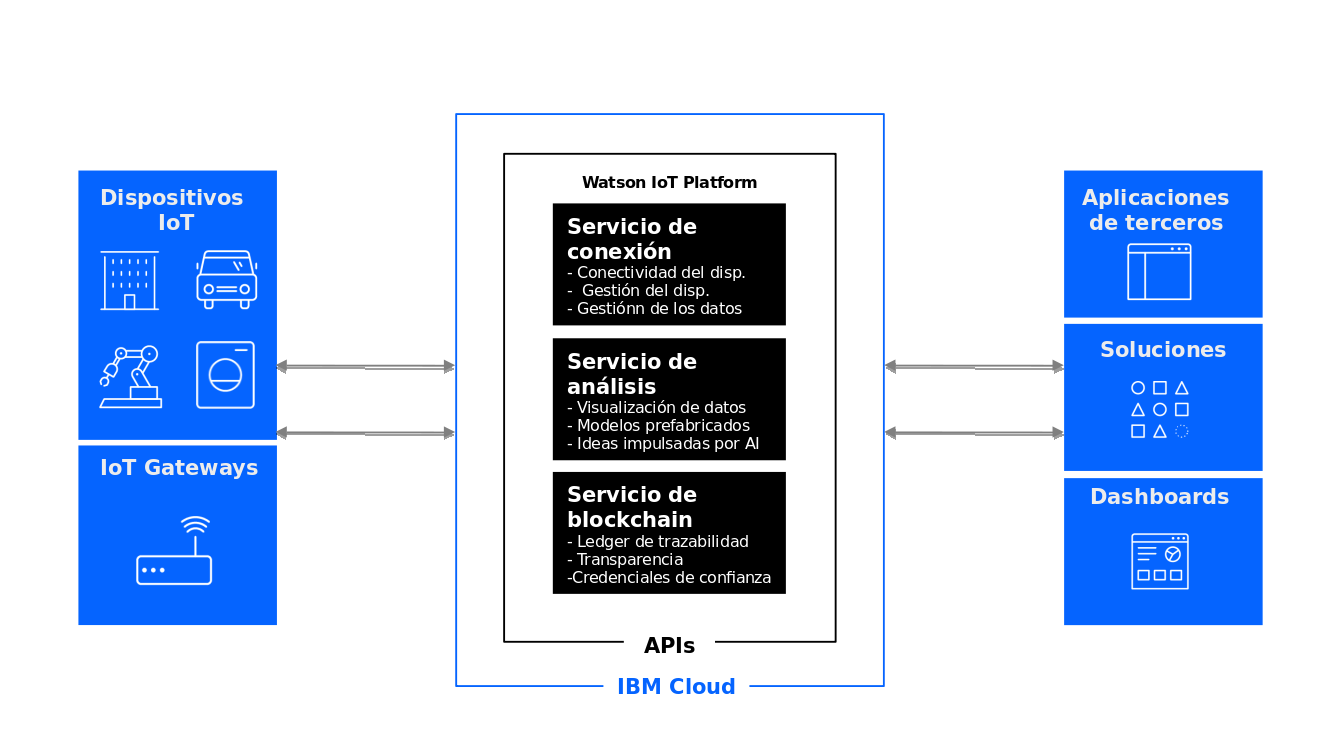 Dispositivos
IoT
IoT Gateways
Watson IoT Platform
Servicio de
conexión
- Conectividad del disp.
-  Gestión del disp.
- Gestiónn de los datos
Servicio de
análisis
- Visualización de datos
- Modelos prefabricados
- Ideas impulsadas por AI
Servicio de
blockchain
- Ledger de trazabilidad
- Transparencia
-Credenciales de confianza
APIs
IBM Cloud
Aplicaciones
de terceros
Soluciones
Dashboards